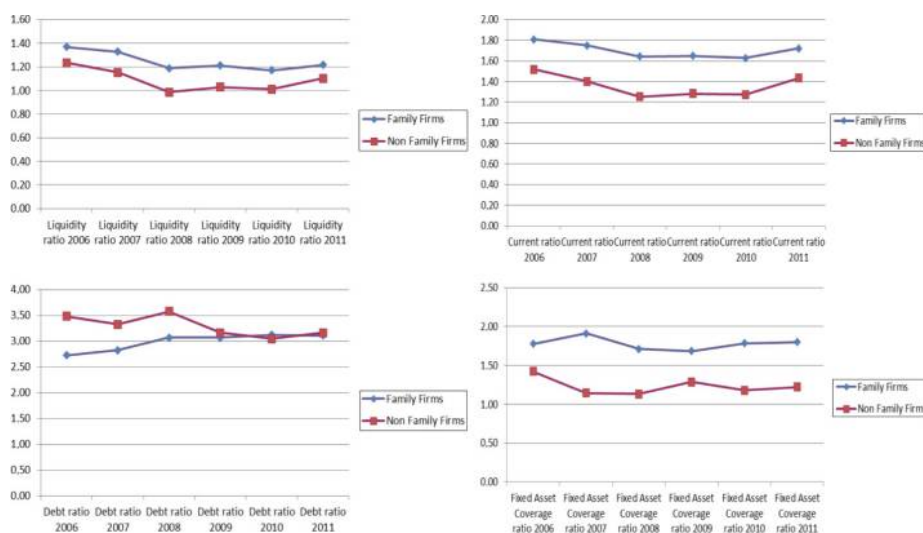 1.60
1.40
1.20
1.00
0.80
0.60
0.40
0.20
0.00
Liquidity Liquidity Liquidity Liquidity Liquidity Liquidity
ratio 2006 ratio 2007 ratio 2008 ratio 2009 ratio 2010 ratio 2011
Family Firms
Non Family Firms
2.00
1.80
1.60
1.40
1.20
1.00
0.80
0.60
0.40
0.20
0.00
Current ratio Current ratio Current ratio Current ratio Current ratio Current ratio
2006 2007 2008 2009 2010 2011
Family Firms
Non Family Firms
4.00
3.50
3.00
2.50
2.00
1.50
1.00
0.50
0.00
Debt ratio Debt ratio Debt ratio Debt ratio Debt ratio Debt ratio
2006 2007 2008 2009 2010 2011
Family Firms
Non Family Firms
2.50
2.00
1.50
1.00
0.50
0.00
Fixed Asset Fixed Asset Fixed Asset Fixed Asset Fixed Asset Fixed Asset
Coverage Coverage Coverage Coverage Coverage Coverage
ratio 2006 ratio 2007 ratio 2008 ratio 2009 ratio 2010 ratio 2011
Family Firms
Non Family Firms